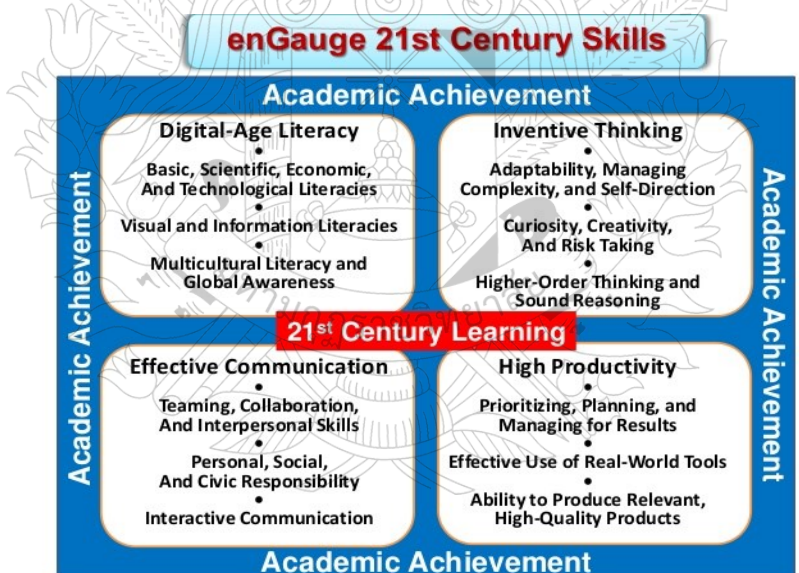 enGauge 21st Century Skills
Academic Achievement
Academic Achievement
Digital-Age Literacy
•
Basic, Scientific, Economic,
And Technological Literacies
•
Visual and Information Literacies
•
Multicultural Literacy and
Global Awareness
Inventive Thinking
•
Adaptability, Managing
Complexity, and Self-Direction
•
Curiosity, Creativity,
And Risk Taking
•
Higher-Order Thinking and
Sound Reasoning
Academic Achievement
21st Century Learning
Effective Communication
•
Teaming, Collaboration,
And Interpersonal Skills
•
Personal, Social,
And Civic Responsibility
•
Interactive Communication
High Productivity
•
Prioritizing, Planning, and
Managing for Results
•
Effective Use of Real-World Tools
•
Ability to Produce Relevant,
High-Quality Products
Academic Achievement